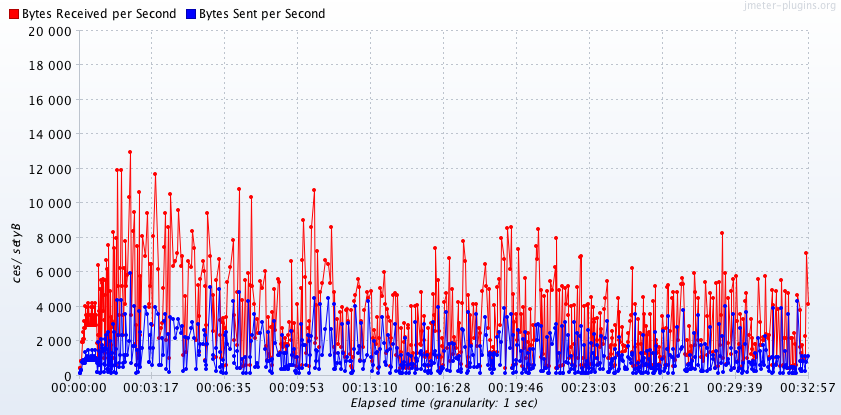 jmeter-plugins.org
Bytes Received per Second Bytes Sent per Second
20 000
18 000
16 000
14 000
12 000
10 000
8 000
6 000
4 000
2 000
0
00:00:00 00:03:17 00:06:35 00:09:53 00:13:10 00:16:28 00:19:46 00:23:03 00:26:21 00:29:39 00:32:57
Elapsed time (granularity: 1 sec)